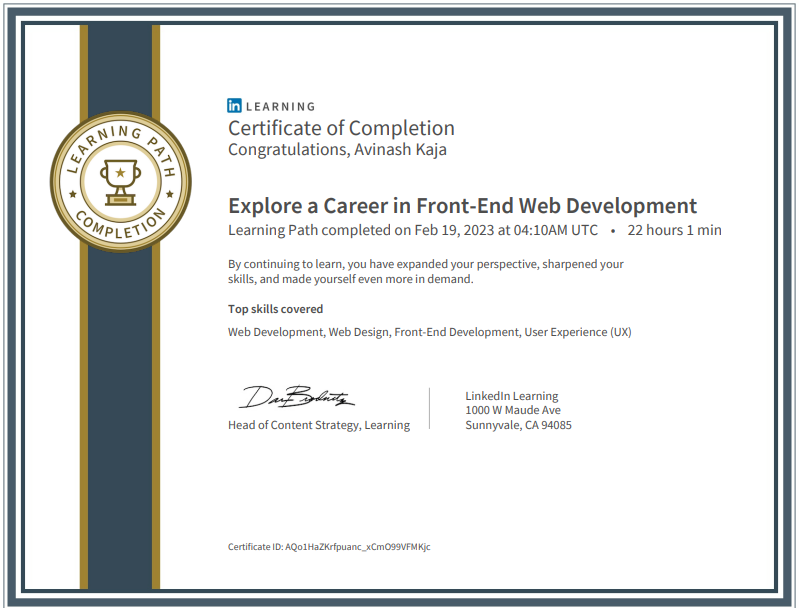 LEARNING PATH
COMPLETION
in LEARNING
Certificate of Completion
Congratulations, Avinash Kaja
Explore a Career in Front-End Web Development
Learning Path completed on Feb 19, 2023 at 04:10AM UTC • 22 hours 1 min
By continuing to learn, you have expanded your perspective, sharpened your
skills, and made yourself even more in demand.
Top skills covered
Web Development, Web Design, Front-End Development, User Experience (UX)
Head of Content Strategy, Learning
LinkedIn Learning
1000 W Maude Ave
Sunnyvale, CA 94085
Certificate ID: AQo1HaZKrfpuanc_xCmO99VFMKjc